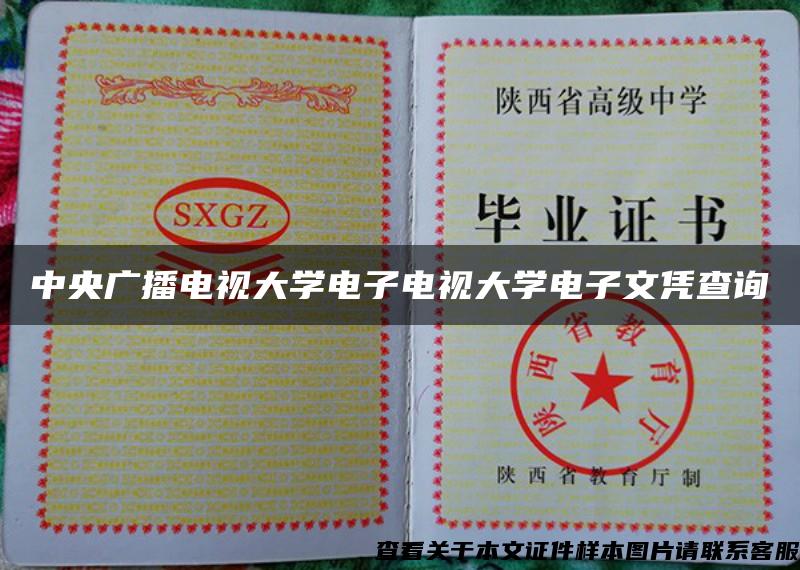 SXGZ
陕西省高级中学
毕业证书
中央广播电视大学电子电视大学电子文凭查询
陕西省教育厅
陕西省教育厅制
查看关于本文证件样本图片请联系客服